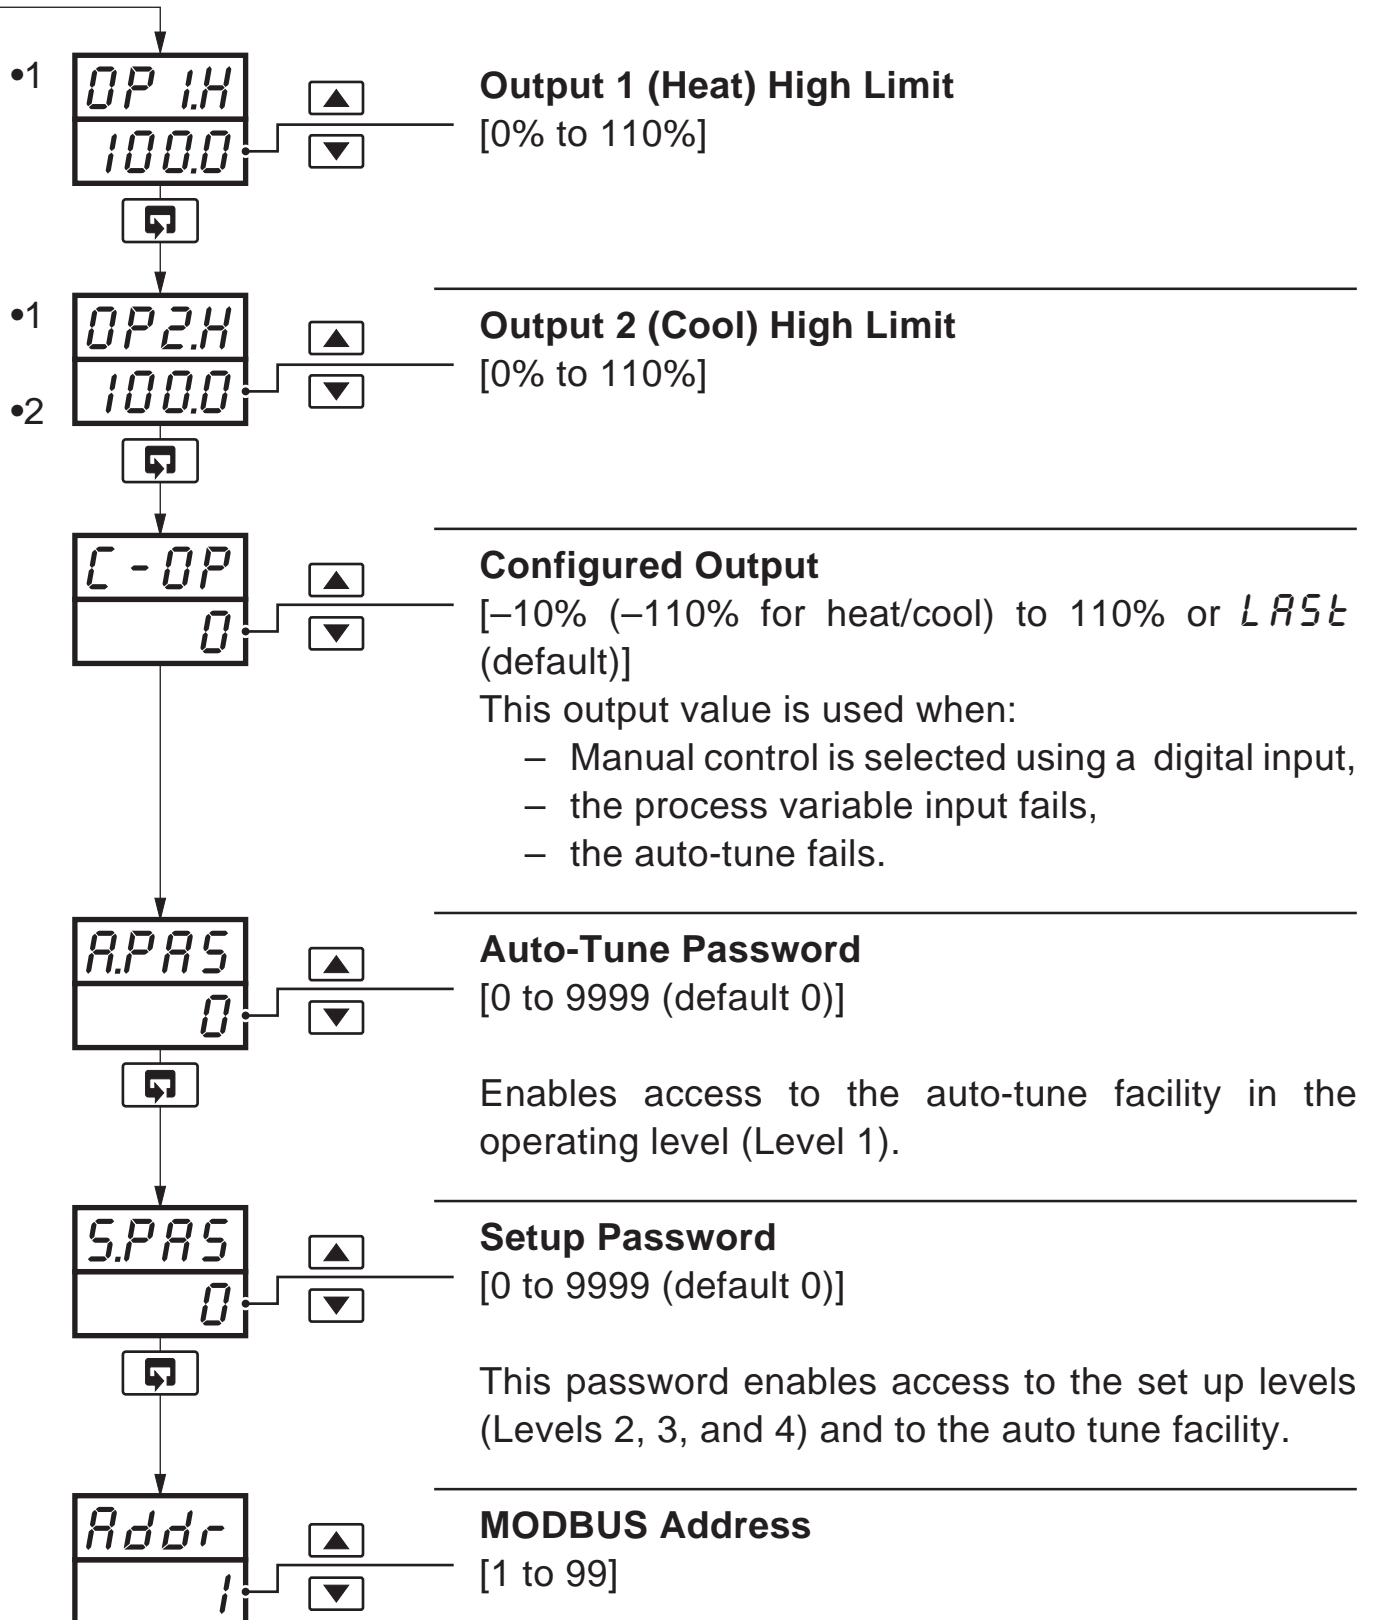 •1
OP1.H
100.0
Output 1 (Heat) High Limit
[0% to 110%]
•1
OP2.H
100.0
•2
Output 2 (Cool) High Limit
[0% to 110%]
C-OP
0
Configured Output
[–10% (–110% for heat/cool) to 110% or LASt
(default)]
This output value is used when:
– Manual control is selected using a digital input,
– the process variable input fails,
– the auto-tune fails.
A.PAS
0
Auto-Tune Password
[0 to 9999 (default 0)]
Enables access to the auto-tune facility in the
operating level (Level 1).
S.PAS
0
Setup Password
[0 to 9999 (default 0)]
This password enables access to the set up levels
(Levels 2, 3, and 4) and to the auto tune facility.
Addr
1
MODBUS Address
[1 to 99]